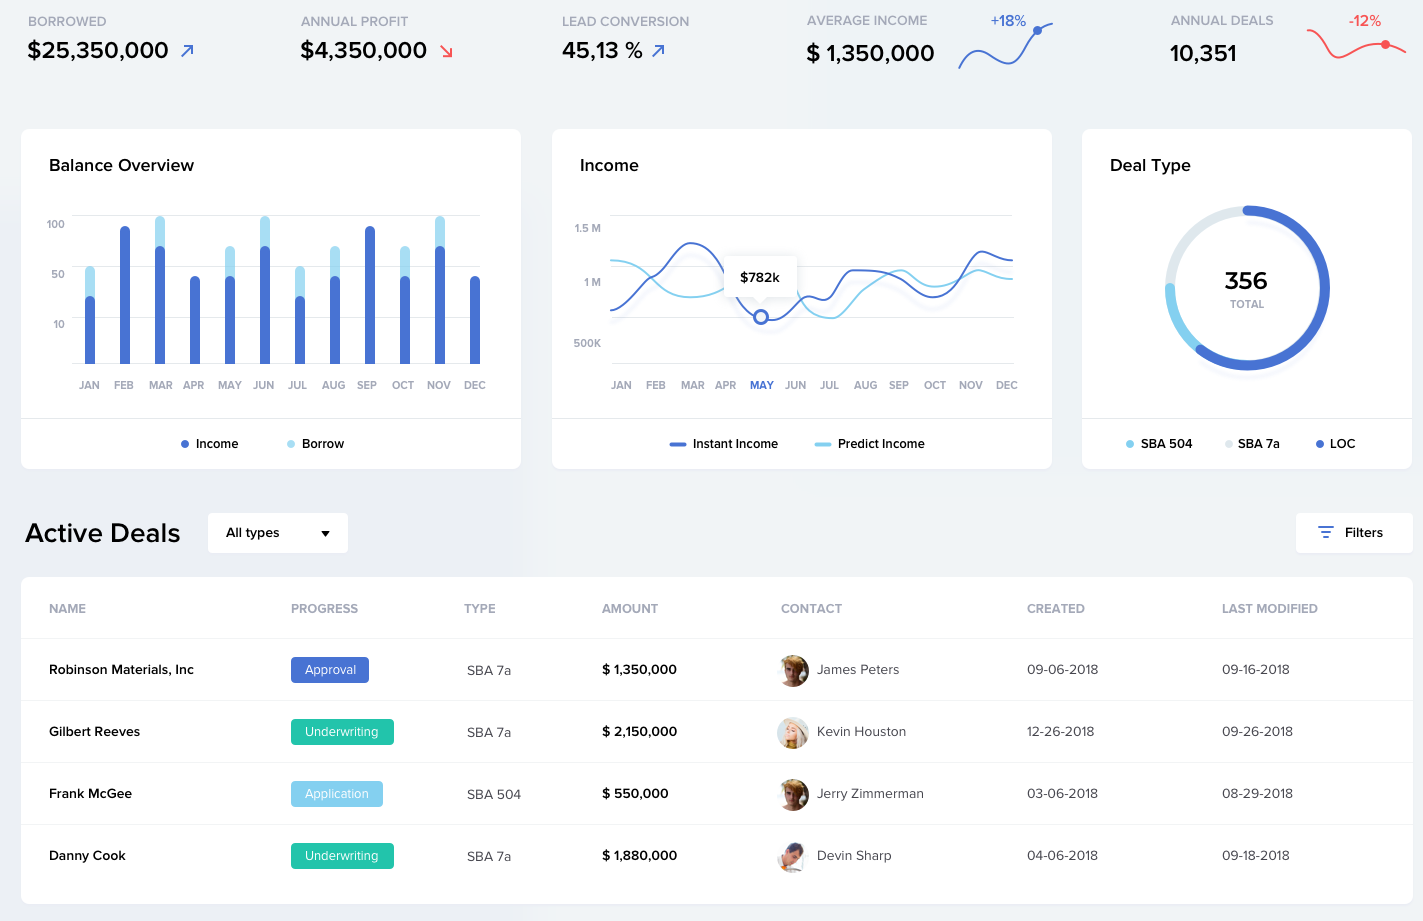 BORROWED
$25,350,000
ANNUAL PROFIT
$4,350,000
LEAD CONVERSION
45,13 %
AVERAGE INCOME
$ 1,350,000
+18%
ANNUAL DEALS
10,351
-12%
Balance Overview
100
50
10
JAN FEB MAR APR MAY JUN JUL AUG SEP OCT NOV DEC
Income Borrow
Income
1.5 M
1 M
500K
$782k
JAN FEB MAR APR MAY JUN JUL AUG SEP OCT NOV DEC
Instant Income Predict Income
Deal Type
356
TOTAL
SBA 504 SBA 7a LOC
Active Deals
All types
Filters
NAME PROGRESS TYPE AMOUNT CONTACT CREATED LAST MODIFIED
Robinson Materials, Inc Approval SBA 7a $ 1,350,000 James Peters 09-06-2018 09-16-2018
Gilbert Reeves Underwriting SBA 7a $ 2,150,000 Kevin Houston 12-26-2018 09-26-2018
Frank McGee Application SBA 504 $ 550,000 Jerry Zimmerman 03-06-2018 08-29-2018
Danny Cook Underwriting SBA 7a $ 1,880,000 Devin Sharp 04-06-2018 09-18-2018